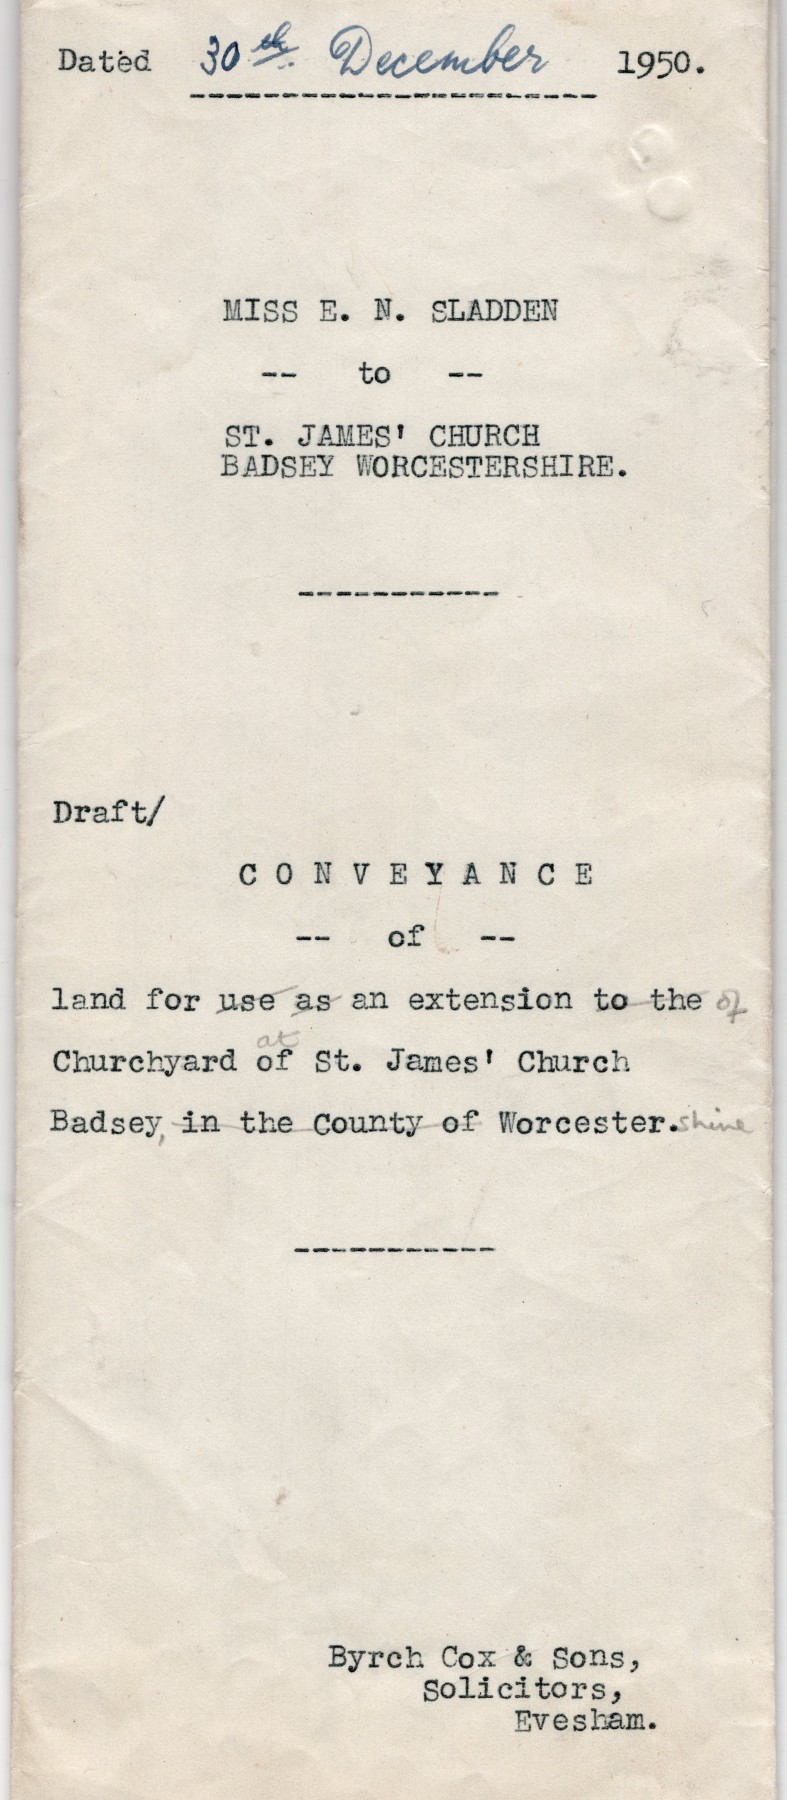 Dated 30th. December 1950.
MISS E. N. SLADDEN
-- to --
ST. JAMES' CHURCH
BADSEY WORCESTERSHIRE.
Draft/
C O N V E Y A N C E
-- of --
land for use as an extension to the of
at
Churchyard of St. James' Church
Badsey, in the County of Worcester.shire
Byrch Cox & Sons,
Solicitors,
Evesham.